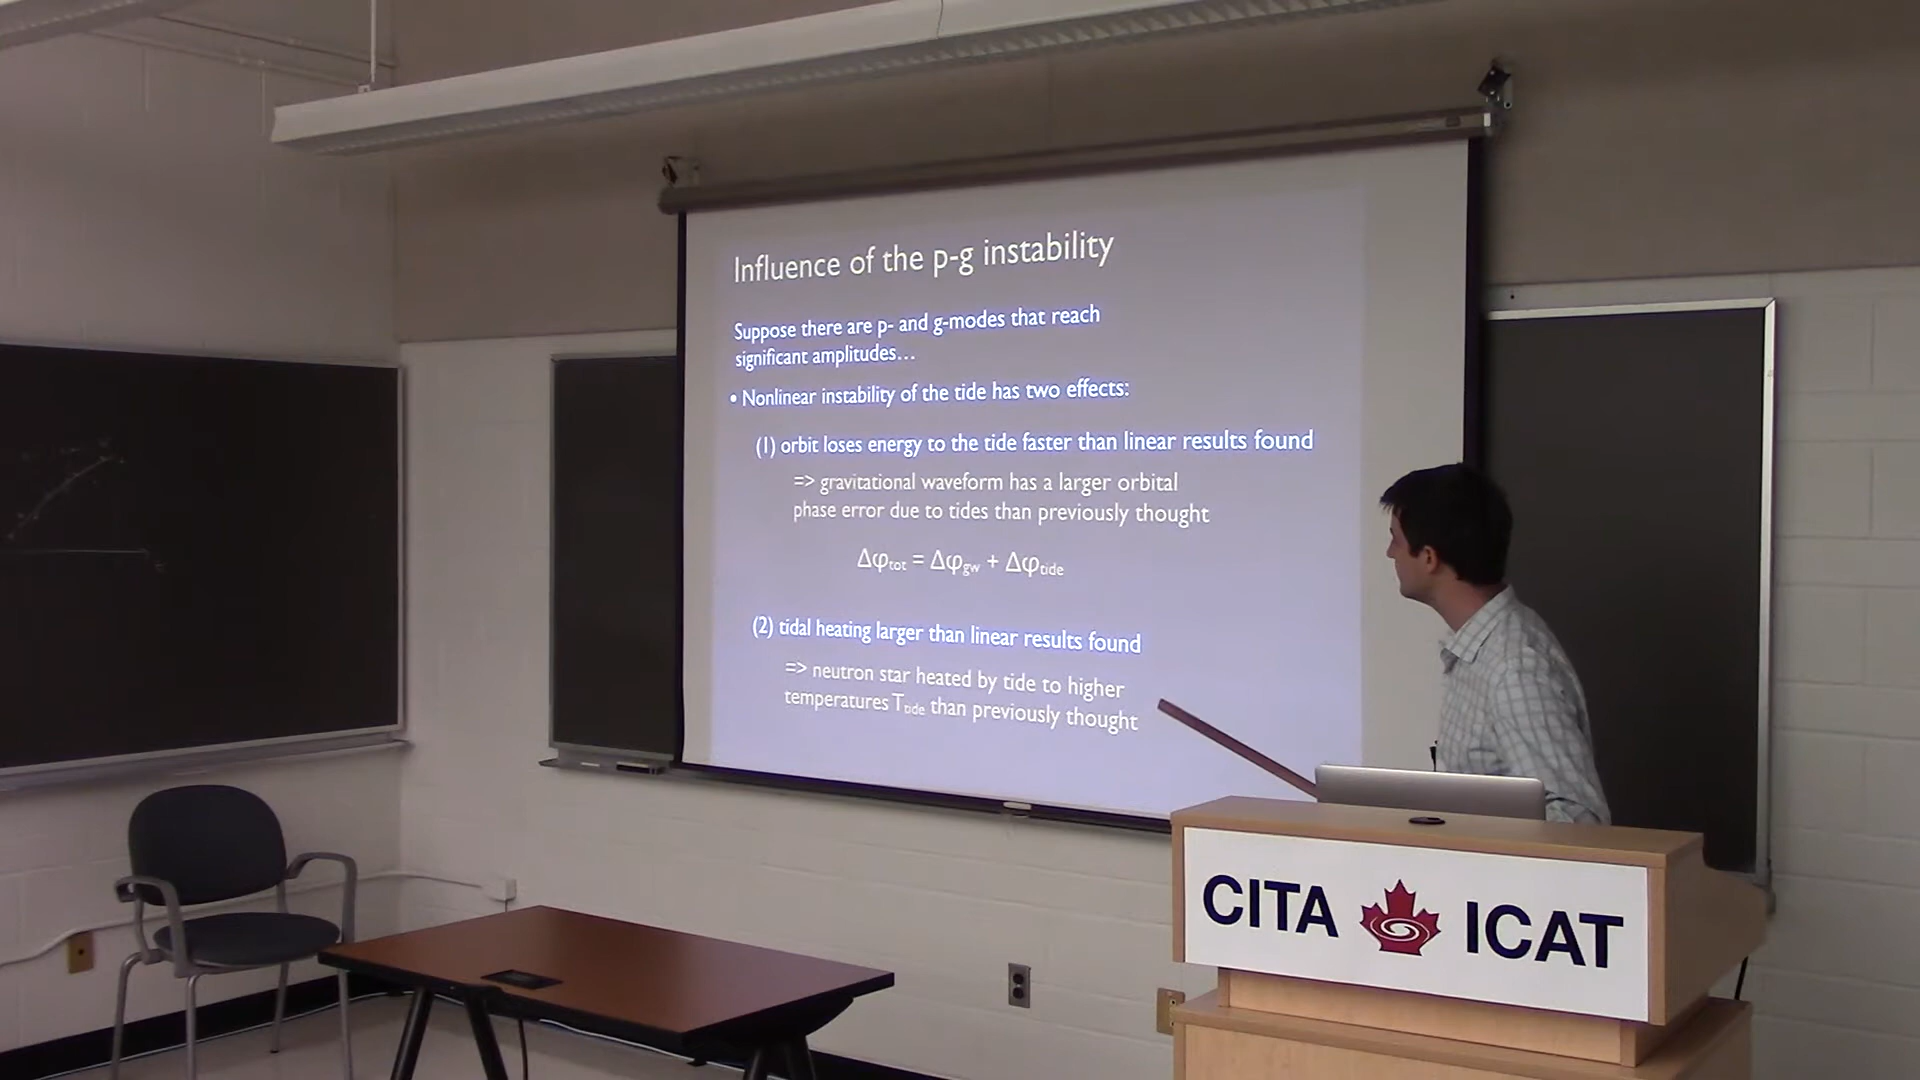 Influence of the p-g instability
Suppose there are p- and g-modes that reach
significant amplitudes...
• Nonlinear instability of the tide has two effects:
(1) orbit loses energy to the tide faster than linear results found
=> gravitational waveform has a larger orbital
phase error due to tides than previously thought
Δφtot = Δφgw + Δφtide
(2) tidal heating larger than linear results found
=> neutron star heated by tide to higher
temperatures Ttide than previously thought
CITA ICAT